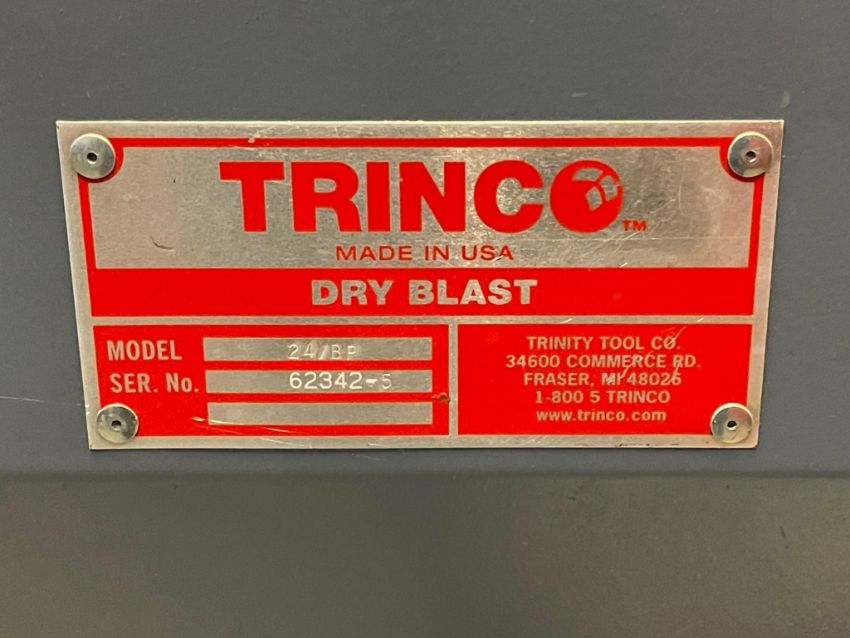 TRINCO™
MADE IN USA
DRY BLAST
MODEL 24/BP
SER. No. 62342-5
TRINITY TOOL CO.
34600 COMMERCE RD.
FRASER, MI 48026
1-800 5 TRINCO
www.trinco.com